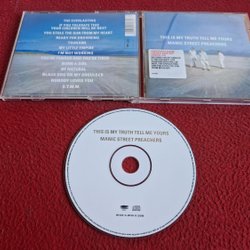 THE EVERLASTING
IF YOU TOLERATE THIS
YOUR CHILDREN WILL BE NEXT
YOU STOLE THE SUN FROM MY HEART
READY FOR DROWNING
TSUNAMI
MY LITTLE EMPIRE
I'M NOT WORKING
YOU'RE TENDER AND YOU'RE TIRED
BORN A GIRL
BE NATURAL
BLACK DOG ON MY SHOULDER
NOBODY LOVED YOU
S.Y.M.M.
THIS IS MY TRUTH TELL ME YOURS
MANIC STREET PREACHERS
THIS IS MY TRUTH TELL ME YOURS
MANIC STREET PREACHERS